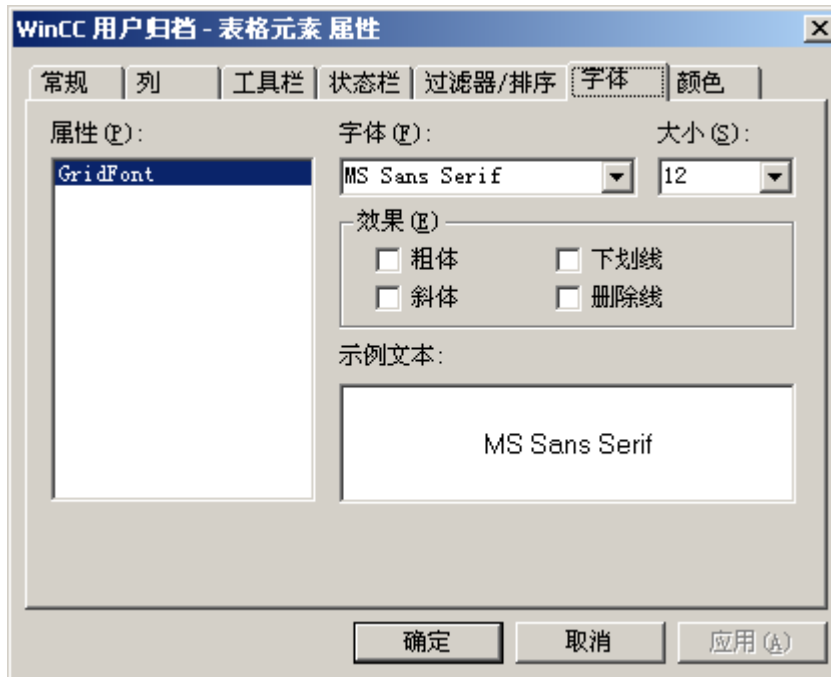 WinCC 用户归档 - 表格元素 属性
常规 列 工具栏 状态栏 过滤器/排序 字体 颜色
属性(P): 字体(F): 大小(S):
GridFont MS Sans Serif 12
效果(E)
粗体 下划线
斜体 删除线
示例文本:
MS Sans Serif
确定 取消 应用(A)